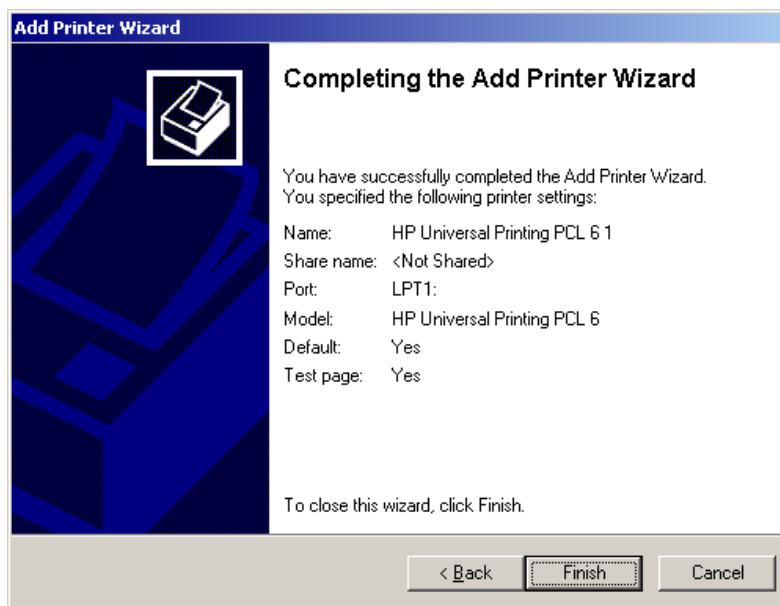 Add Printer Wizard
Completing the Add Printer Wizard
You have successfully completed the Add Printer Wizard.
You specified the following printer settings:
Name: HP Universal Printing PCL 6 1
Share name: <Not Shared>
Port: LPT1:
Model: HP Universal Printing PCL 6
Default: Yes
Test page: Yes
To close this wizard, click Finish.
< Back Finish Cancel